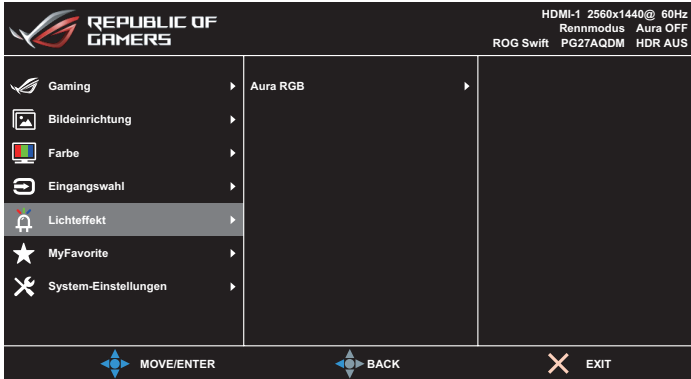 REPUBLIC OF
GAMERS
HDMI-1 2560x1440@ 60Hz
Rennmodus Aura OFF
ROG Swift PG27AQDM HDR AUS
Gaming
Aura RGB
Bildeinrichtung
Farbe
Eingangswahl
Lichteffekt
MyFavorite
System-Einstellungen
MOVE/ENTER
BACK
EXIT